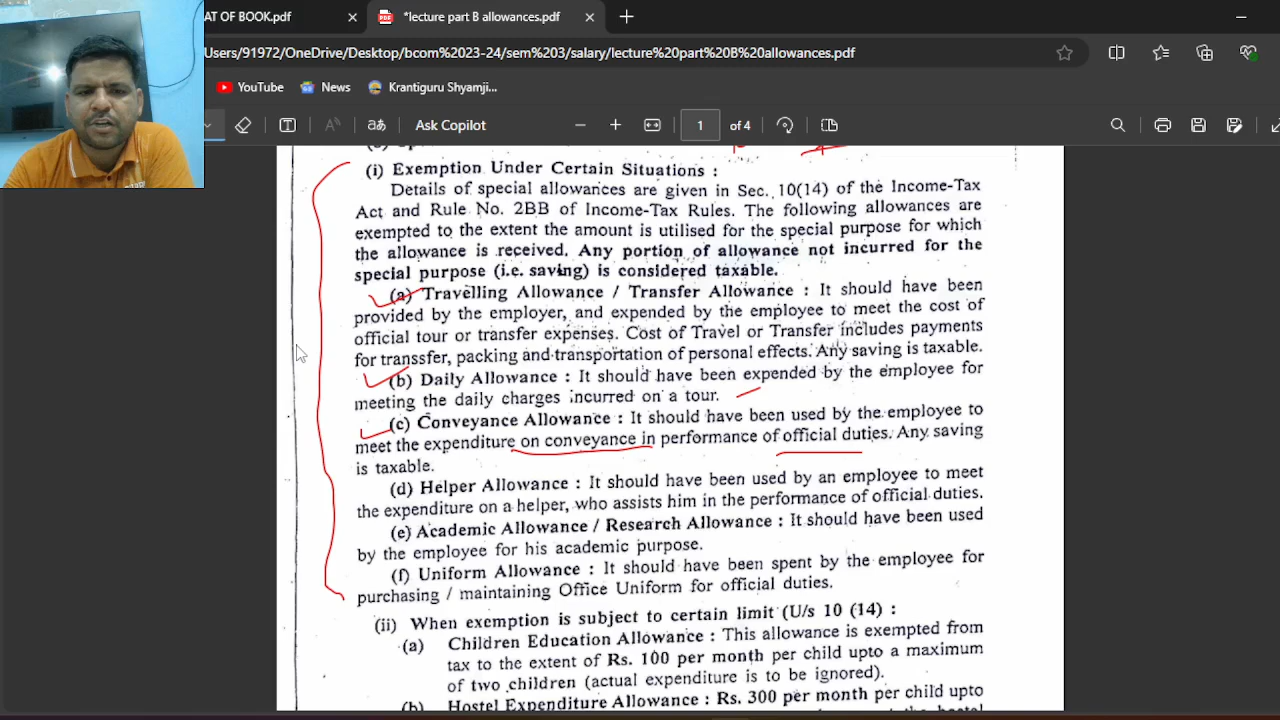 AT OF BOOK.pdf
*lecture part B allowances.pdf
Users/91972/OneDrive/Desktop/bcom%2023-24/sem%203/salary/lecture%20part%20B%20allowances.pdf
YouTube
News
Krantiguru Shyamji...
aあ
Ask Copilot
1 of 4
(i) Exemption Under Certain Situations :
Details of special allowances are given in Sec. 10(14) of the Income-Tax
Act and Rule No. 2BB of Income-Tax Rules. The following allowances are
exempted to the extent the amount is utilised for the special purpose for which
the allowance is received. Any portion of allowance not incurred for the
special purpose (i.e. saving) is considered taxable.
(a) Travelling Allowance / Transfer Allowance : It should have been
provided by the employer, and expended by the employee to meet the cost of
official tour or transfer expenses. Cost of Travel or Transfer includes payments
for transsfer, packing and transportation of personal effects. Any saving is taxable.
(b) Daily Allowance : It should have been expended by the employee for
meeting the daily charges incurred on a tour.
(c) Conveyance Allowance : It should have been used by the employee to
meet the expenditure on conveyance in performance of official duties. Any saving
is taxable.
(d) Helper Allowance : It should have been used by an employee to meet
the expenditure on a helper, who assists him in the performance of official duties.
(e) Academic Allowance / Research Allowance : It should have been used
by the employee for his academic purpose.
(f) Uniform Allowance : It should have been spent by the employee for
purchasing / maintaining Office Uniform for official duties.
(ii) When exemption is subject to certain limit (U/s 10 (14) :
(a) Children Education Allowance : This allowance is exempted from
tax to the extent of Rs. 100 per month per child upto a maximum
of two children (actual expenditure is to be ignored).
(b) Hostel Expenditure Allowance : Rs. 300 per month per child upto